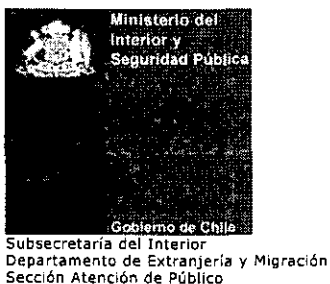 Ministerio del
Interior y
Seguridad Pública
Gobierno de Chile
Subsecretaría del Interior
Departamento de Extranjería y Migración
Sección Atención de Público